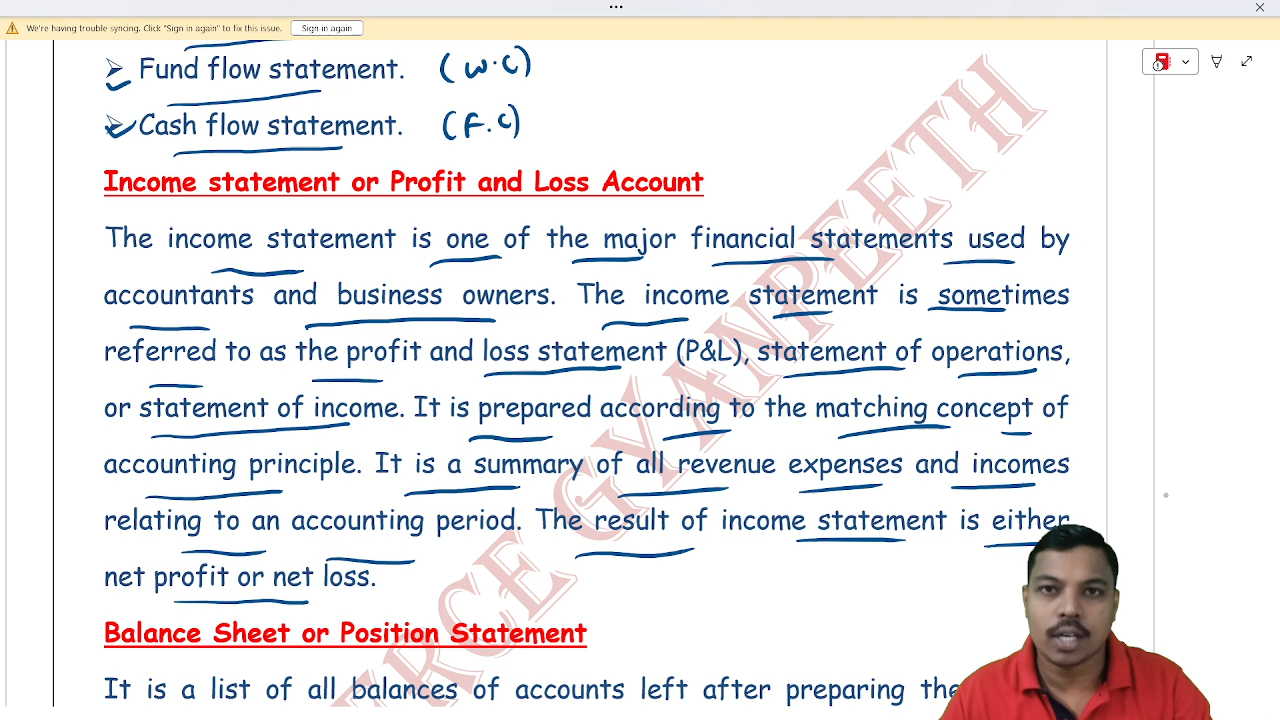 We're having trouble syncing. Click "Sign in again" to fix this issue. Sign in again
Fund flow statement. (W.C)
Cash flow statement. (F.C)
Income statement or Profit and Loss Account
The income statement is one of the major financial statements used by
accountants and business owners. The income statement is sometimes
referred to as the profit and loss statement (P&L), statement of operations,
or statement of income. It is prepared according to the matching concept of
accounting principle. It is a summary of all revenue expenses and incomes
relating to an accounting period. The result of income statement is either
net profit or net loss.
Balance Sheet or Position Statement
It is a list of all balances of accounts left after preparing the
ERCE GYANPEETH